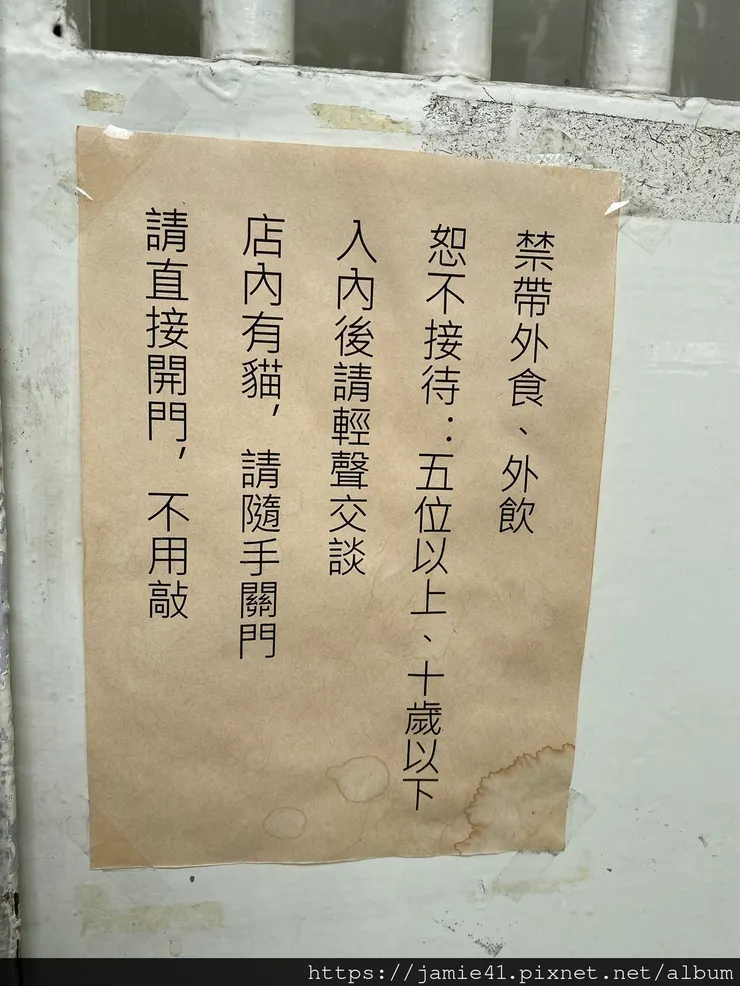 禁帶外食、外飲
恕不接待：五位以上、十歲以下
入內後請輕聲交談
店內有貓，請隨手關門
請直接開門，不用敲
https://jamie41.pixnet.net/album